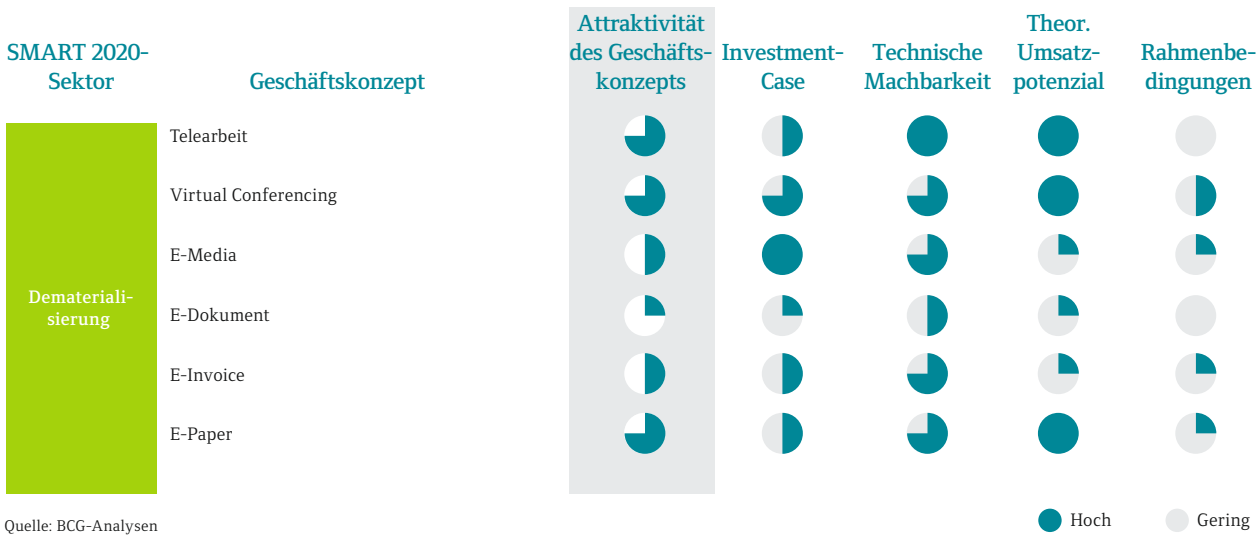 SMART 2020-
Sektor
Geschäftskonzept
Attraktivität
des Geschäfts-
konzepts
Investment-
Case
Technische
Machbarkeit
Theor.
Umsatz-
potenzial
Rahmenbe-
dingungen
Demateriali-
sierung
Telearbeit
Virtual Conferencing
E-Media
E-Dokument
E-Invoice
E-Paper
Quelle: BCG-Analysen
Hoch
Gering